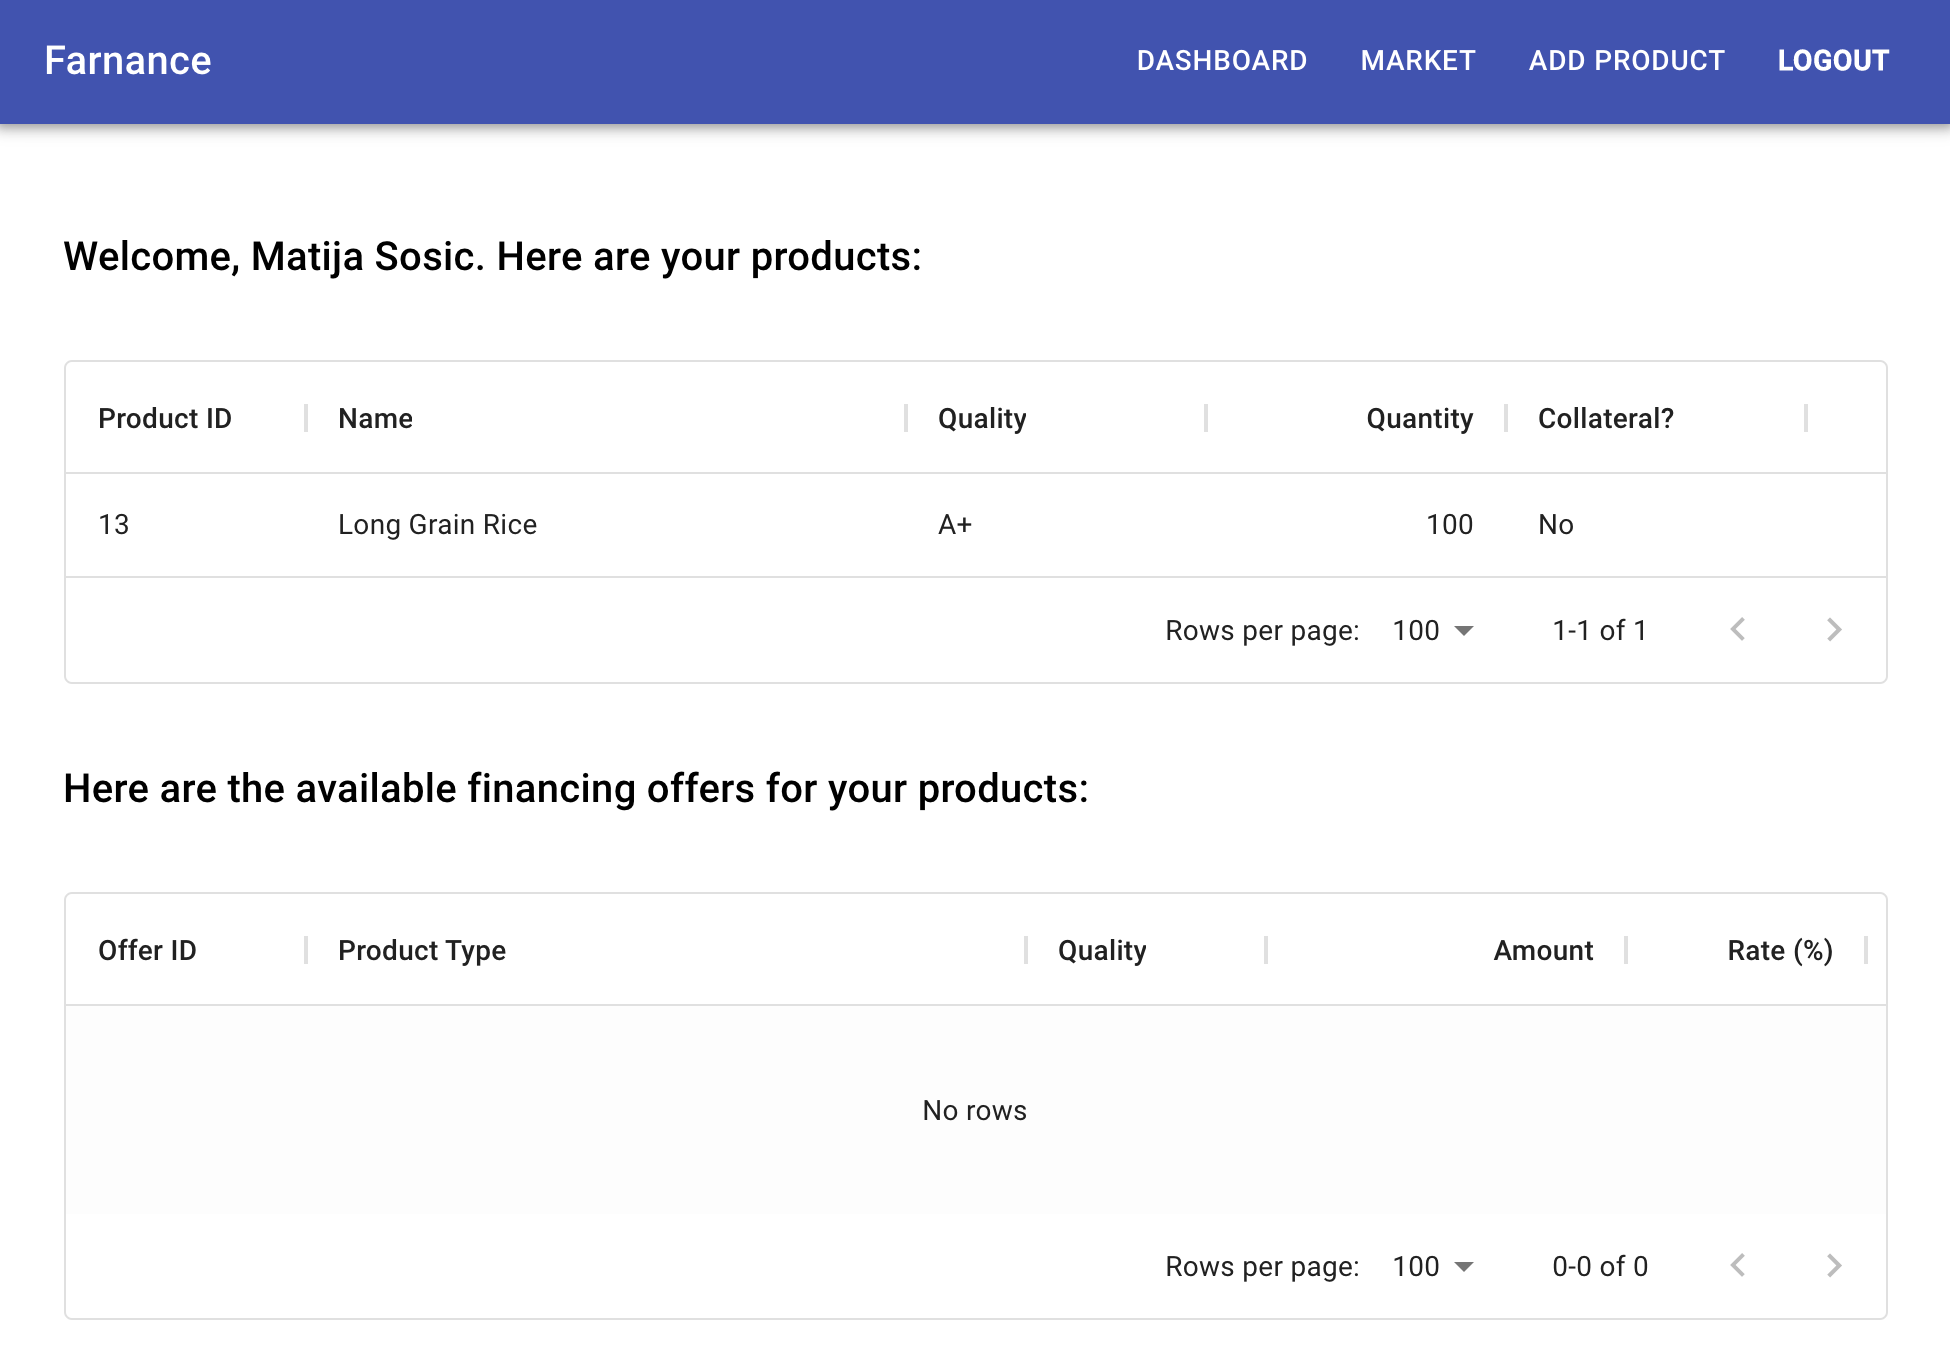 Farnance DASHBOARD MARKET ADD PRODUCT LOGOUT
Welcome, Matija Sosic. Here are your products:
Product ID Name Quality Quantity Collateral?
13 Long Grain Rice A+ 100 No
Rows per page: 100 1-1 of 1
Here are the available financing offers for your products:
Offer ID Product Type Quality Amount Rate (%)
No rows
Rows per page: 100 0-0 of 0